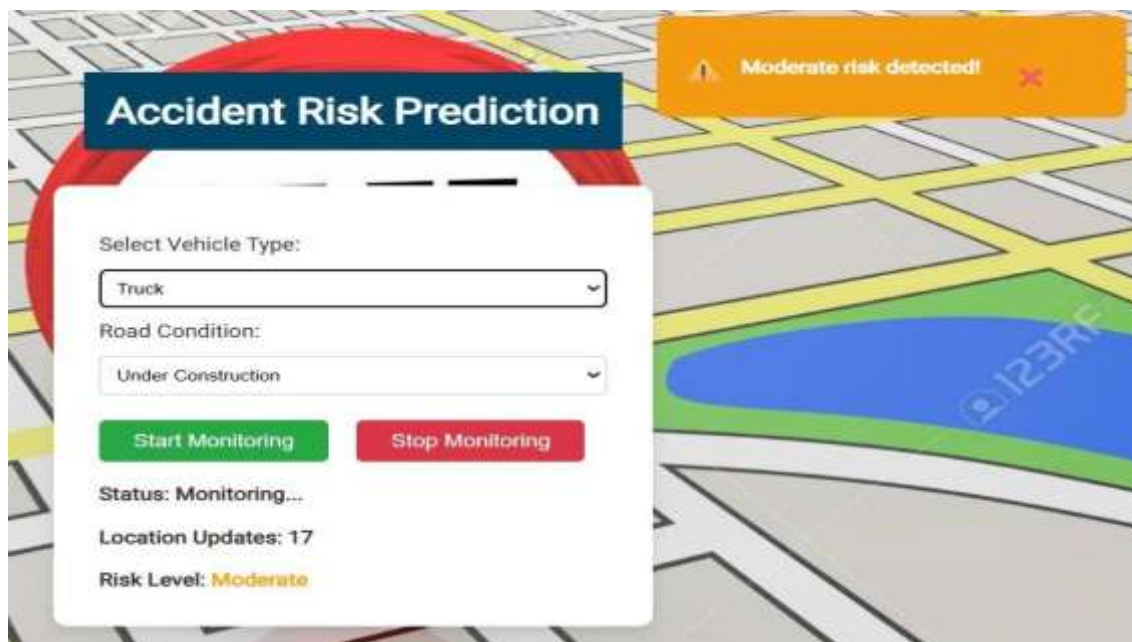 Moderate risk detected!
Accident Risk Prediction
Select Vehicle Type:
Truck
Road Condition:
Under Construction
Start Monitoring
Stop Monitoring
Status: Monitoring...
Location Updates: 17
Risk Level: Moderate
123RF